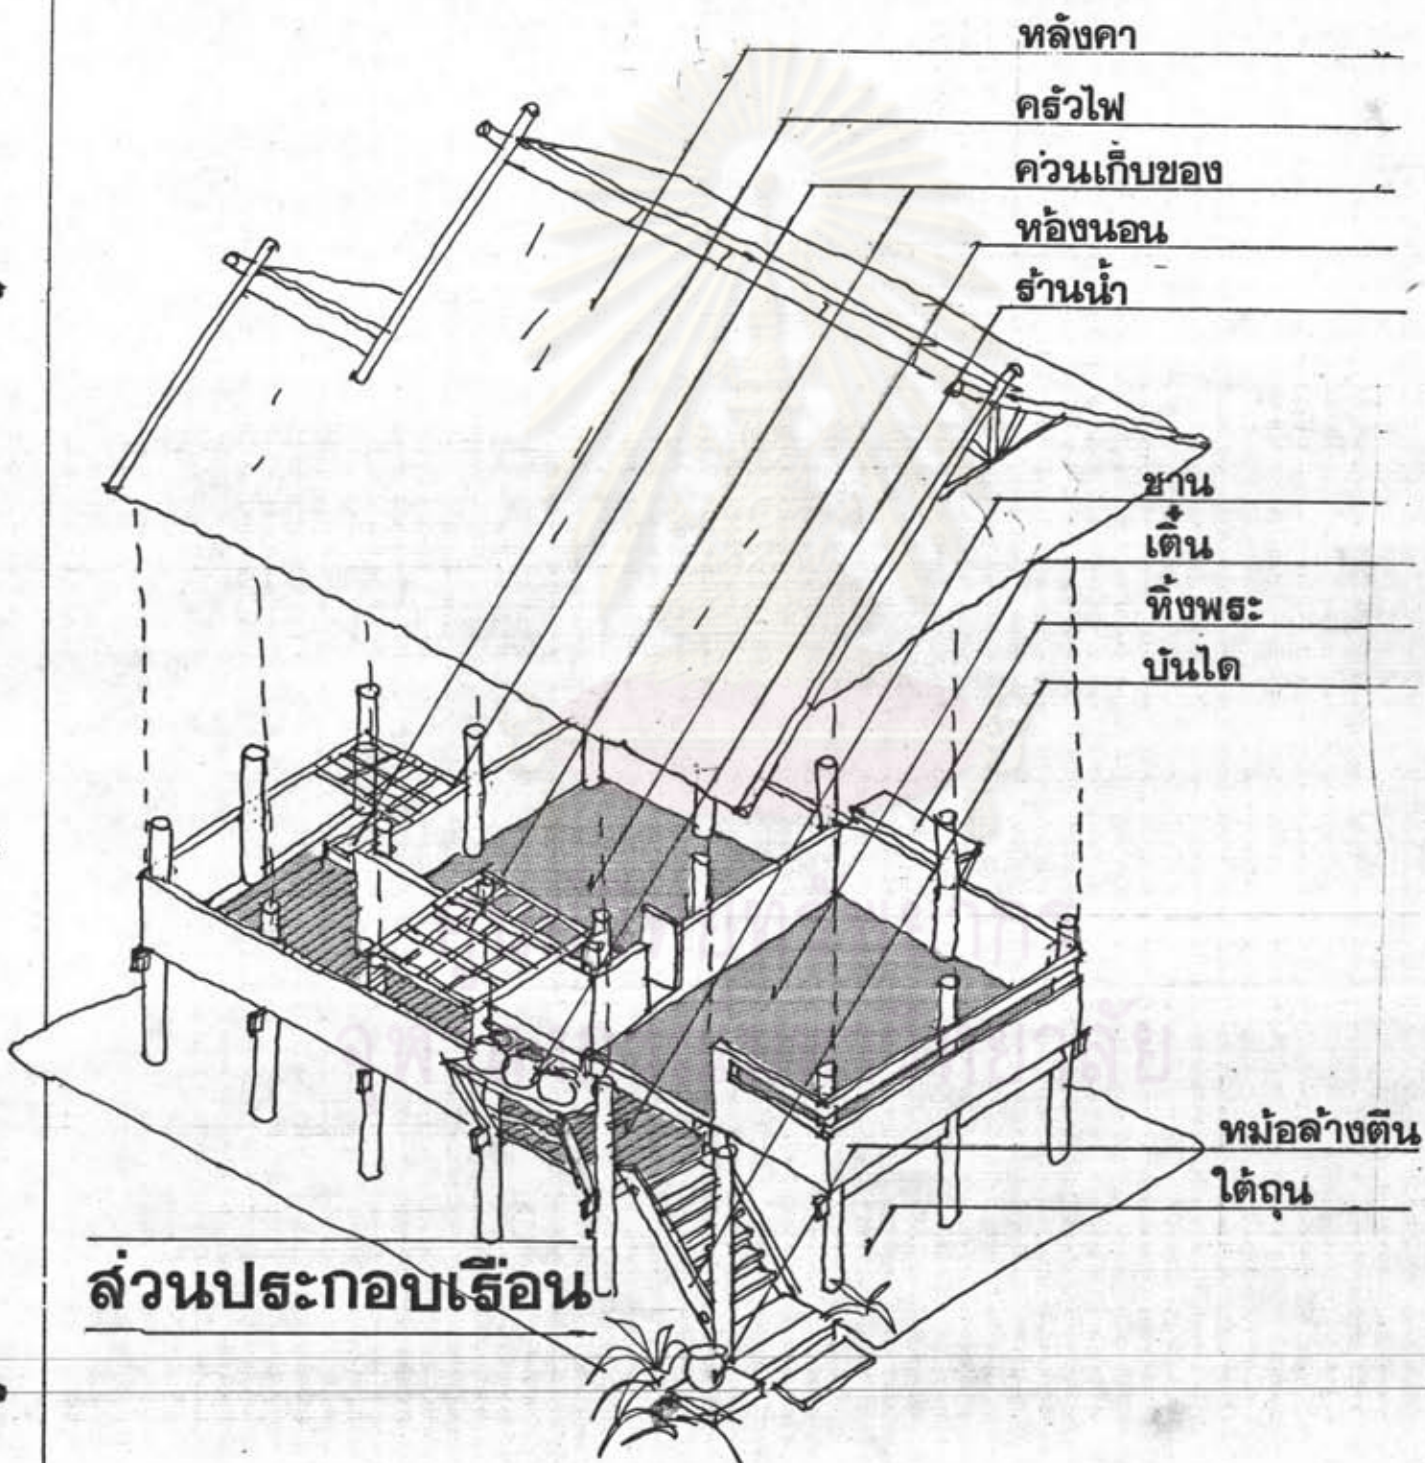 หลังคา
ครัวไฟ
ควนเก็บของ
ห้องนอน
ร้านน้ำ
ชาน
เติ๋น
หิ้งพระ
บันได
หม้อล้างตีน
ใต้ถุน
ส่วนประกอบเรือน